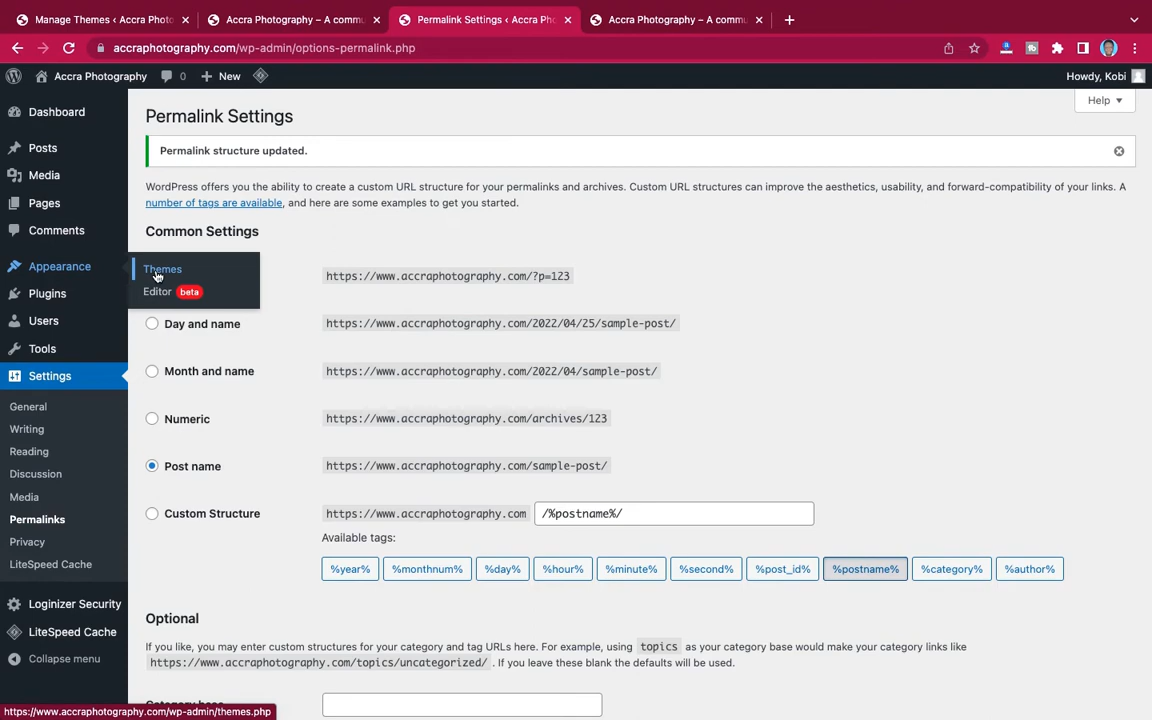 Manage Themes ‹ Accra Photo
Accra Photography – A commu
Permalink Settings ‹ Accra Pho
Accra Photography – A commu
accraphotography.com/wp-admin/options-permalink.php
Accra Photography
0
New
Howdy, Kobi
Help
Dashboard
Posts
Media
Pages
Comments
Appearance
Themes
Editor beta
Plugins
Users
Tools
Settings
General
Writing
Reading
Discussion
Media
Permalinks
Privacy
LiteSpeed Cache
Loginizer Security
LiteSpeed Cache
Collapse menu
Permalink Settings
Permalink structure updated.
WordPress offers you the ability to create a custom URL structure for your permalinks and archives. Custom URL structures can improve the aesthetics, usability, and forward-compatibility of your links. A
number of tags are available, and here are some examples to get you started.
Common Settings
https://www.accraphotography.com/?p=123
Day and name https://www.accraphotography.com/2022/04/25/sample-post/
Month and name https://www.accraphotography.com/2022/04/sample-post/
Numeric https://www.accraphotography.com/archives/123
Post name https://www.accraphotography.com/sample-post/
Custom Structure https://www.accraphotography.com /%postname%/
Available tags:
%year% %monthnum% %day% %hour% %minute% %second% %post_id% %postname% %category% %author%
Optional
If you like, you may enter custom structures for your category and tag URLs here. For example, using topics as your category base would make your category links like
https://www.accraphotography.com/topics/uncategorized/ . If you leave these blank the defaults will be used.
Category base
https://www.accraphotography.com/wp-admin/themes.php